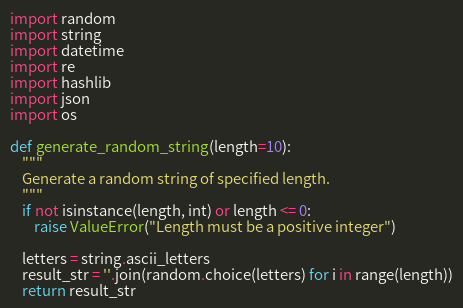 import random
import string
import datetime
import re
import hashlib
import json
import os

def generate_random_string(length=10):
    """
    Generate a random string of specified length.
    """
    if not isinstance(length, int) or length <= 0:
        raise ValueError("Length must be a positive integer")

    letters = string.ascii_letters
    result_str = ''.join(random.choice(letters) for i in range(length))
    return result_str